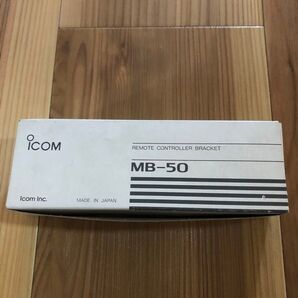 ICOM
REMOTE CONTROLLER BRACKET
MB-50
Icom Inc.
MADE IN JAPAN